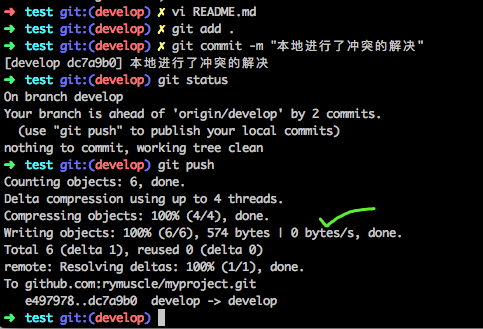 ➜ test git:(develop) ✗ vi README.md
➜ test git:(develop) ✗ git add .
➜ test git:(develop) ✗ git commit -m "本地进行了冲突的解决"
[develop dc7a9b0] 本地进行了冲突的解决
➜ test git:(develop) git status
On branch develop
Your branch is ahead of 'origin/develop' by 2 commits.
  (use "git push" to publish your local commits)
nothing to commit, working tree clean
➜ test git:(develop) git push
Counting objects: 6, done.
Delta compression using up to 4 threads.
Compressing objects: 100% (4/4), done.
Writing objects: 100% (6/6), 574 bytes | 0 bytes/s, done.
Total 6 (delta 1), reused 0 (delta 0)
remote: Resolving deltas: 100% (1/1), done.
To github.com:rymuscle/myproject.git
   e497978..dc7a9b0  develop -> develop
➜ test git:(develop)